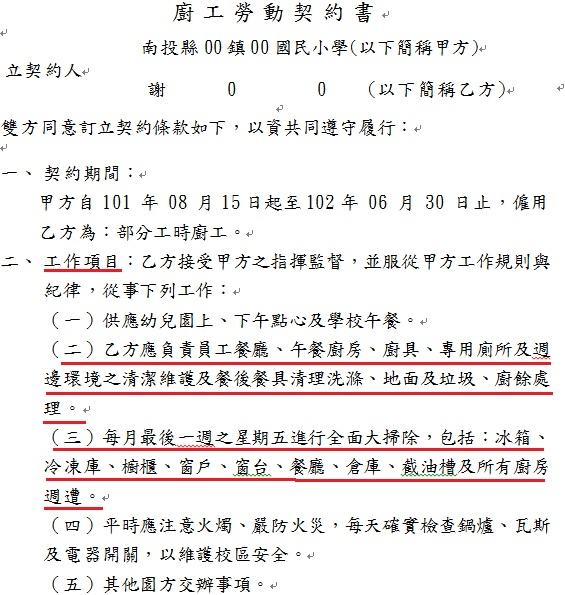 廚工勞動契約書
南投縣00鎮00國民小學(以下簡稱甲方)
立契約人
謝 0 0 (以下簡稱乙方)
雙方同意訂立契約條款如下，以資共同遵守履行：
一、契約期間：
甲方自101 年 08 月15日起至102年 06 月 30 日止，僱用
乙方為：部分工時廚工。
二、工作項目：乙方接受甲方之指揮監督，並服從甲方工作規則與
紀律，從事下列工作：
(一) 供應幼兒園上、下午點心及學校午餐。
(二) 乙方應負責員工餐廳、午餐廚房、廚具、專用廁所及週
邊環境之清潔維護及餐後餐具清理洗滌、地面及垃圾、廚餘處
理。
(三) 每月最後一週之星期五進行全面大掃除，包括：冰箱、
冷凍庫、櫥櫃、窗戶、窗台、餐廳、倉庫、截油槽及所有廚房
週遭。
(四) 平時應注意火燭、嚴防火災，每天確實檢查鍋爐、瓦斯
及電器開關，以維護校區安全。
(五) 其他園方交辦事項。